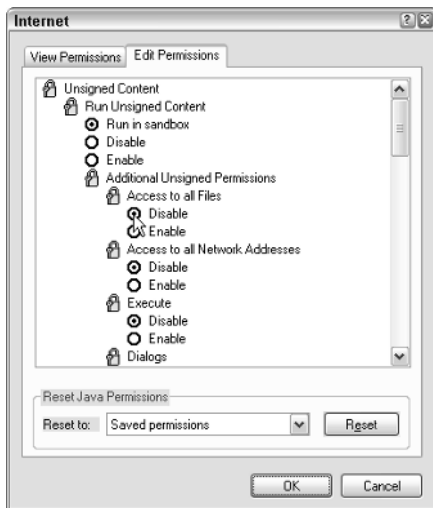 Internet
View Permissions Edit Permissions
Unsigned Content
Run Unsigned Content
Run in sandbox
Disable
Enable
Additional Unsigned Permissions
Access to all Files
Disable
Enable
Access to all Network Addresses
Disable
Enable
Execute
Disable
Enable
Dialogs
Reset Java Permissions
Reset to: Saved permissions Reset
OK Cancel